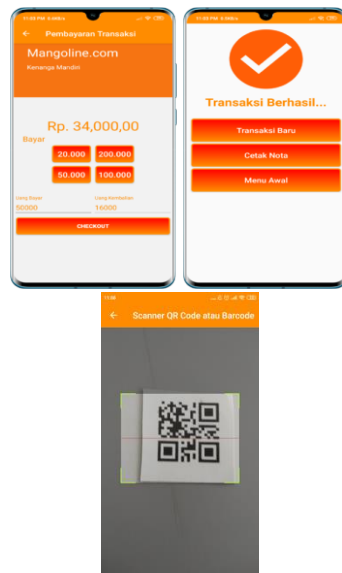 Pembayaran Transaksi
Mangoline.com
Kenanga Mandiri
Rp. 34,000,00
Bayar
20.000 200.000
50.000 100.000
Uang Bayar Uang Kembalian
50000 16000
CHECKOUT
Transaksi Berhasil...
Transaksi Baru
Cetak Nota
Menu Awal
Scanner QR Code atau Barcode